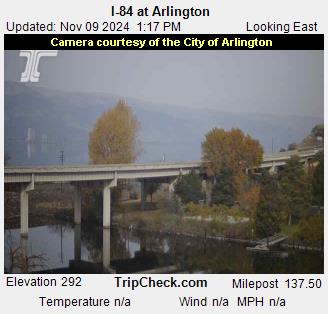 I-84 at Arlington
Updated: Nov 09 2024 1:17 PM Looking East
Camera courtesy of the City of Arlington
Elevation 292 TripCheck.com Milepost 137.50
Temperature n/a Wind n/a MPH n/a